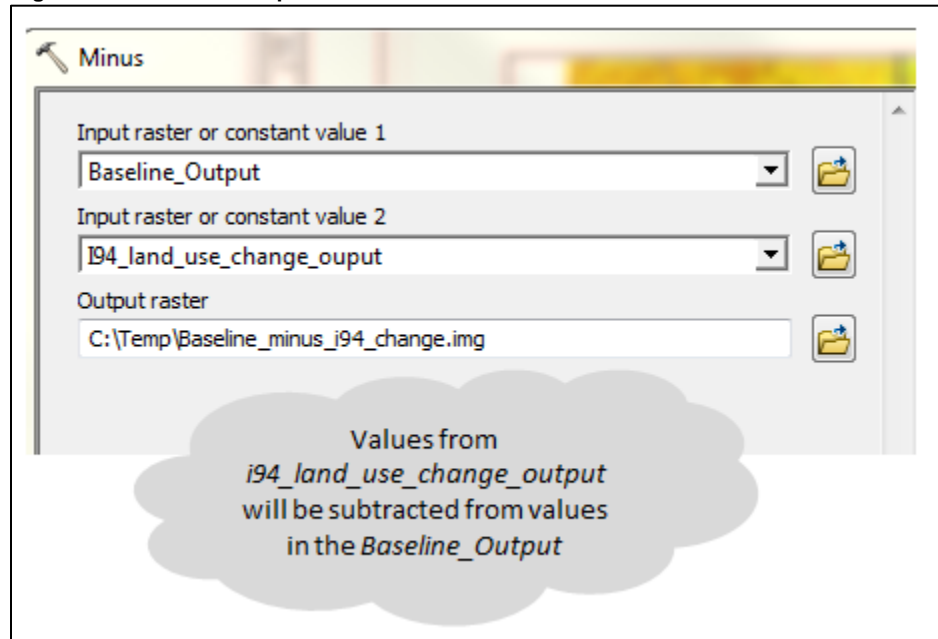 Minus
Input raster or constant value 1
Baseline_Output
Input raster or constant value 2
I94_land_use_change_ouput
Output raster
C:\Temp\Baseline_minus_i94_change.img
Values from
i94_land_use_change_output
will be subtracted from values
in the Baseline_Output